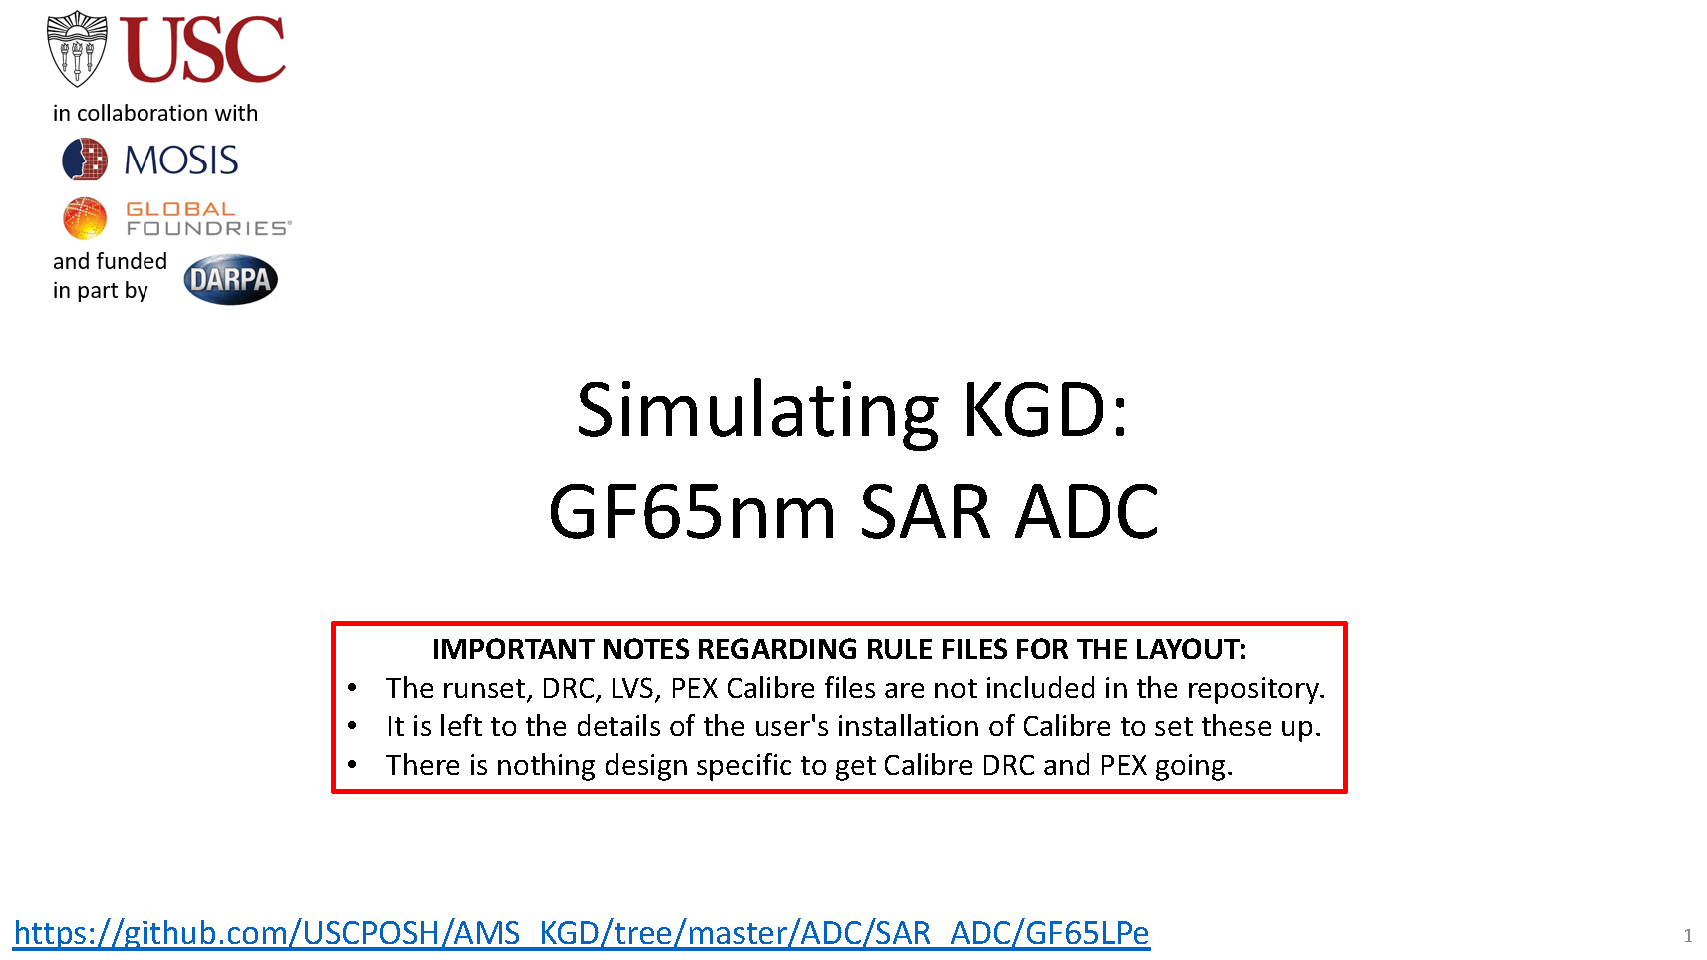 USC
in collaboration with
MOSIS
GLOBAL
FOUNDRIES®
and funded
in part by
DARPA
Simulating KGD:
GF65nm SAR ADC
IMPORTANT NOTES REGARDING RULE FILES FOR THE LAYOUT:
• The runset, DRC, LVS, PEX Calibre files are not included in the repository.
• It is left to the details of the user's installation of Calibre to set these up.
• There is nothing design specific to get Calibre DRC and PEX going.
https://github.com/USCPOSH/AMS_KGD/tree/master/ADC/SAR_ADC/GF65LPe
1